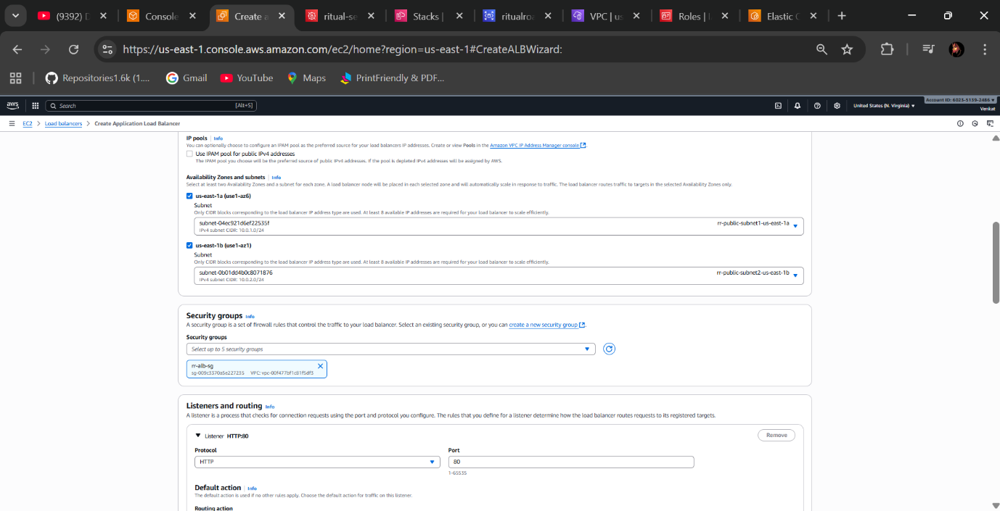 (9392) D
Console
Create a
ritual-se
Stacks |
ritualroa
VPC | us
Roles | I
Elastic C
https://us-east-1.console.aws.amazon.com/ec2/home?region=us-east-1#CreateALBWizard:
Repositories1.6k (1....
Gmail
YouTube
Maps
PrintFriendly & PDF...
aws
Search
[Alt+S]
United States (N. Virginia)
Account ID: 6023-5139-2486
Venkat
EC2 > Load balancers > Create Application Load Balancer
IP pools | Info
You can optionally choose to configure an IPAM pool as the preferred source for your load balancers IP addresses. Create or view Pools in the Amazon VPC IP Address Manager console.
Use IPAM pool for public IPv4 addresses
The IPAM pool you choose will be the preferred source of public IPv4 addresses. If the pool is depleted IPv4 addresses will be assigned by AWS.
Availability Zones and subnets | Info
Select at least two Availability Zones and a subnet for each zone. A load balancer node will be placed in each selected zone and will automatically scale in response to traffic. The load balancer routes traffic to targets in the selected Availability Zones only.
us-east-1a (use1-az6)
Subnet
Only CIDR blocks corresponding to the load balancer IP address type are used. At least 8 available IP addresses are required for your load balancer to scale efficiently.
subnet-04ec921d6ef22535f rr-public-subnet1-us-east-1a
IPv4 subnet CIDR: 10.0.1.0/24
us-east-1b (use1-az1)
Subnet
Only CIDR blocks corresponding to the load balancer IP address type are used. At least 8 available IP addresses are required for your load balancer to scale efficiently.
subnet-0b01dd4b0c8071876 rr-public-subnet2-us-east-1b
IPv4 subnet CIDR: 10.0.2.0/24
Security groups Info
A security group is a set of firewall rules that control the traffic to your load balancer. Select an existing security group, or you can create a new security group.
Security groups
Select up to 5 security groups
rr-alb-sg
sg-009c3370a5e227235 VPC: vpc-00f477bf1c81f5df3
Listeners and routing Info
A listener is a process that checks for connection requests using the port and protocol you configure. The rules that you define for a listener determine how the load balancer routes requests to its registered targets.
Listener HTTP:80
Remove
Protocol
Port
HTTP
80
1-65535
Default action | Info
The default action is used if no other rules apply. Choose the default action for traffic on this listener.
Routing action